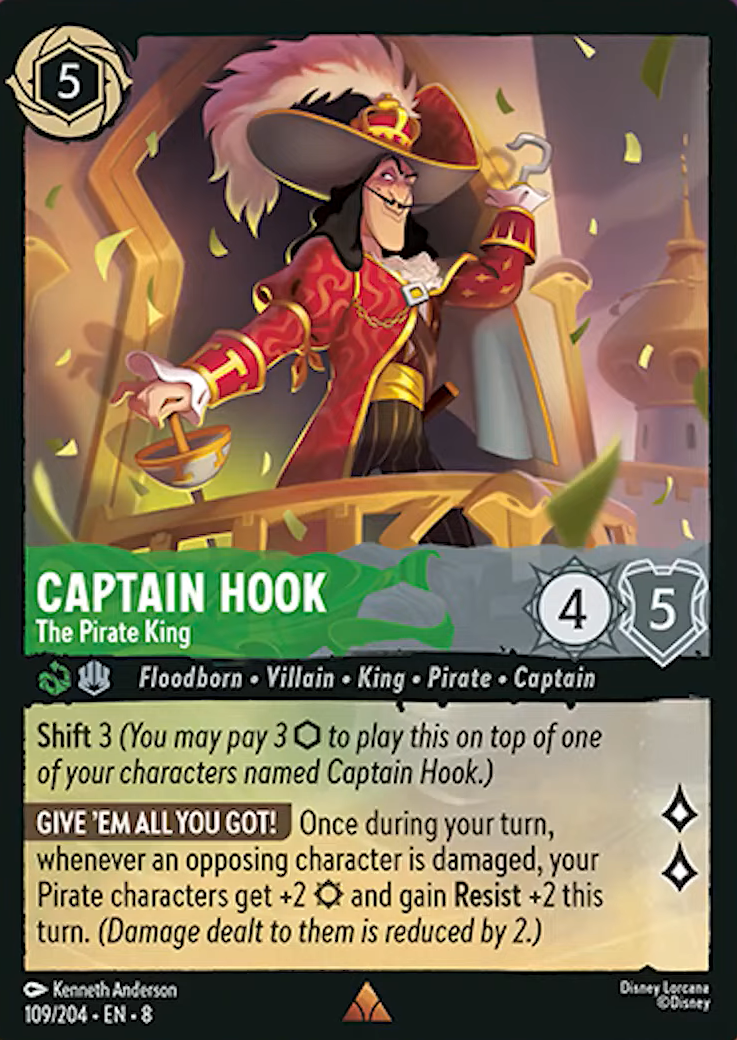 5
CAPTAIN HOOK
The Pirate King
4
5
Floodborn • Villain • King • Pirate • Captain
Shift 3 (You may pay 3 ⬡ to play this on top of one
of your characters named Captain Hook.)
GIVE 'EM ALL YOU GOT! Once during your turn,
whenever an opposing character is damaged, your
Pirate characters get +2 ¤ and gain Resist +2 this
turn. (Damage dealt to them is reduced by 2.)
Kenneth Anderson
109/204 • EN • 8
Disney Lorcana
©Disney